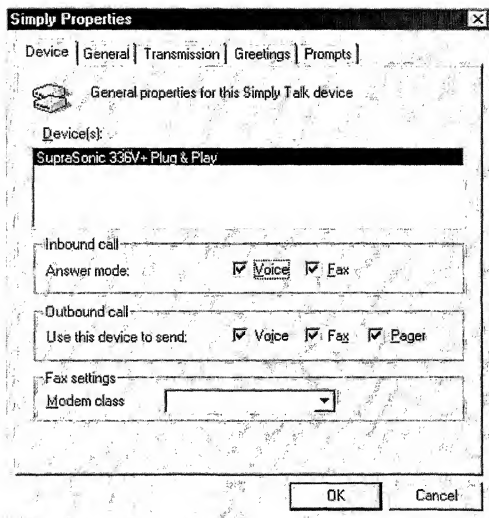 Simply Properties
Device General Transmission Greetings Prompts
General properties for this Simply Talk device
Device(s):
SupraSonic 336V+ Plug & Play
Inbound call
Answer mode: Voice Fax
Outbound call
Use this device to send: Voice Fax Pager
Fax settings
Modem class
OK Cancel